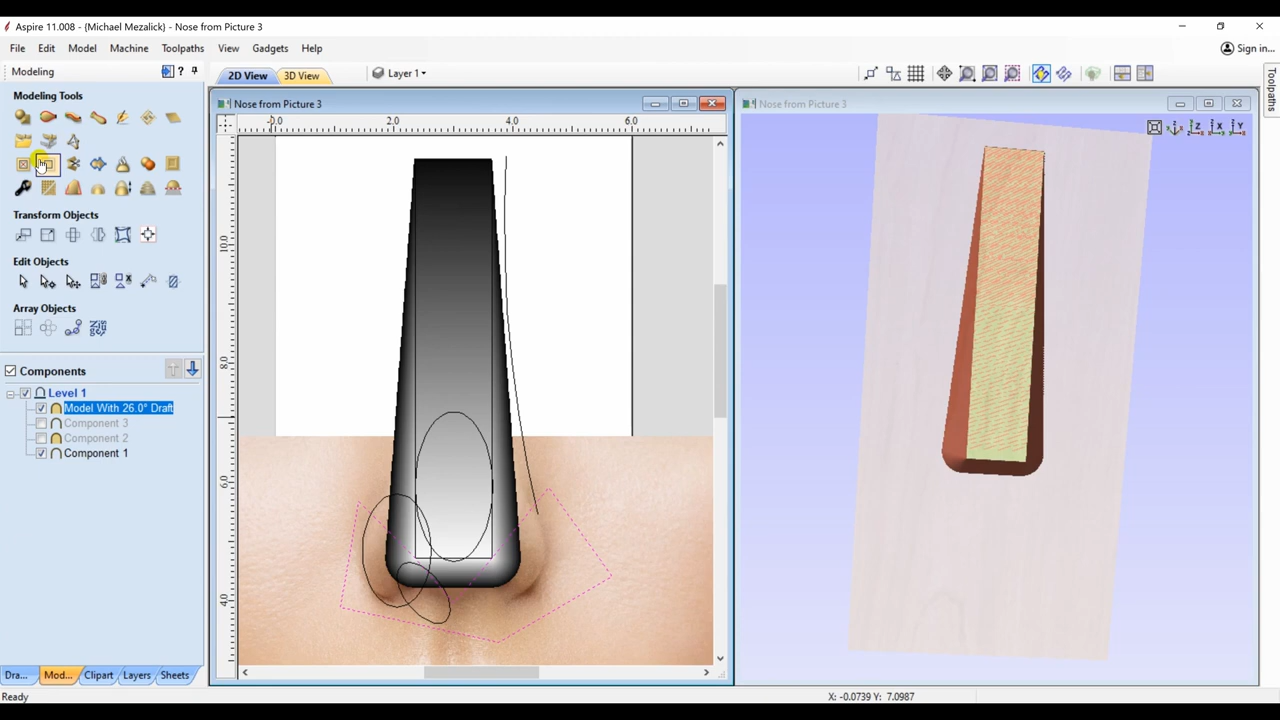 Aspire 11.008 - {Michael Mezalick} - Nose from Picture 3
File Edit Model Machine Toolpaths View Gadgets Help
Sign in...
Modeling
?
2D View 3D View
Layer 1
Toolpaths
Modeling Tools
Nose from Picture 3
Nose from Picture 3
0.0 2.0 4.0 6.0
Z X Y
10.0
8.0
6.0
4.0
Transform Objects
Edit Objects
Array Objects
Components
Level 1
Model With 26.0° Draft
Component 3
Component 2
Component 1
Dra... Mod... Clipart Layers Sheets
Ready
X: -0.0739 Y: 7.0987